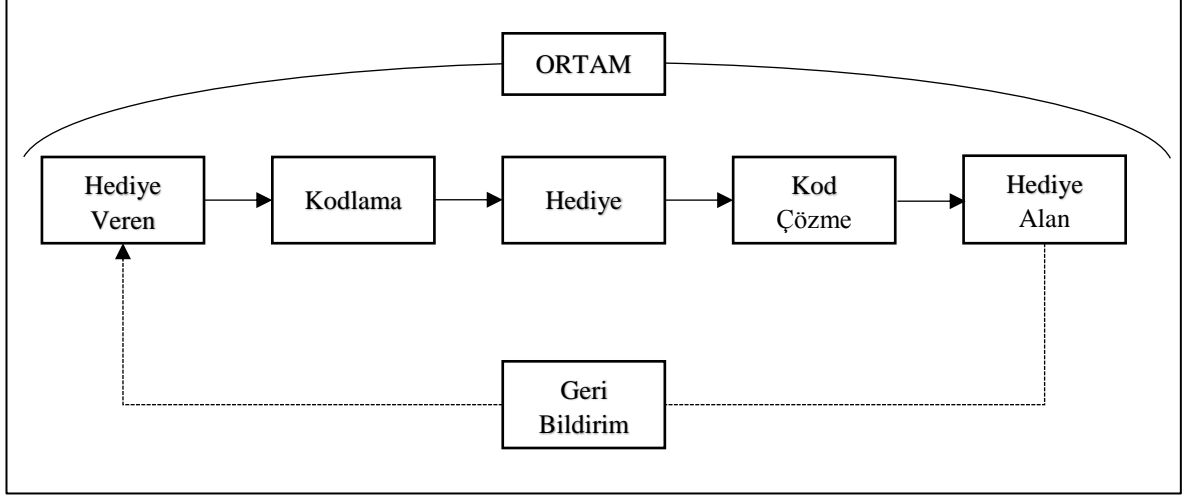 ORTAM
Hediye
Veren
Kodlama
Hediye
Kod
Çözme
Hediye
Alan
Geri
Bildirim